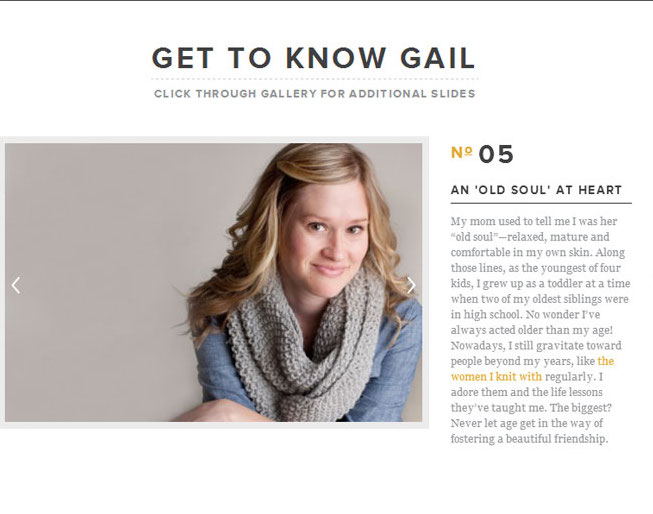 GET TO KNOW GAIL
CLICK THROUGH GALLERY FOR ADDITIONAL SLIDES
Nº 05
AN 'OLD SOUL' AT HEART
My mom used to tell me I was her
“old soul”—relaxed, mature and
comfortable in my own skin. Along
those lines, as the youngest of four
kids, I grew up as a toddler at a time
when two of my oldest siblings were
in high school. No wonder I've
always acted older than my age!
Nowadays, I still gravitate toward
people beyond my years, like the
women I knit with regularly. I
adore them and the life lessons
they've taught me. The biggest?
Never let age get in the way of
fostering a beautiful friendship.